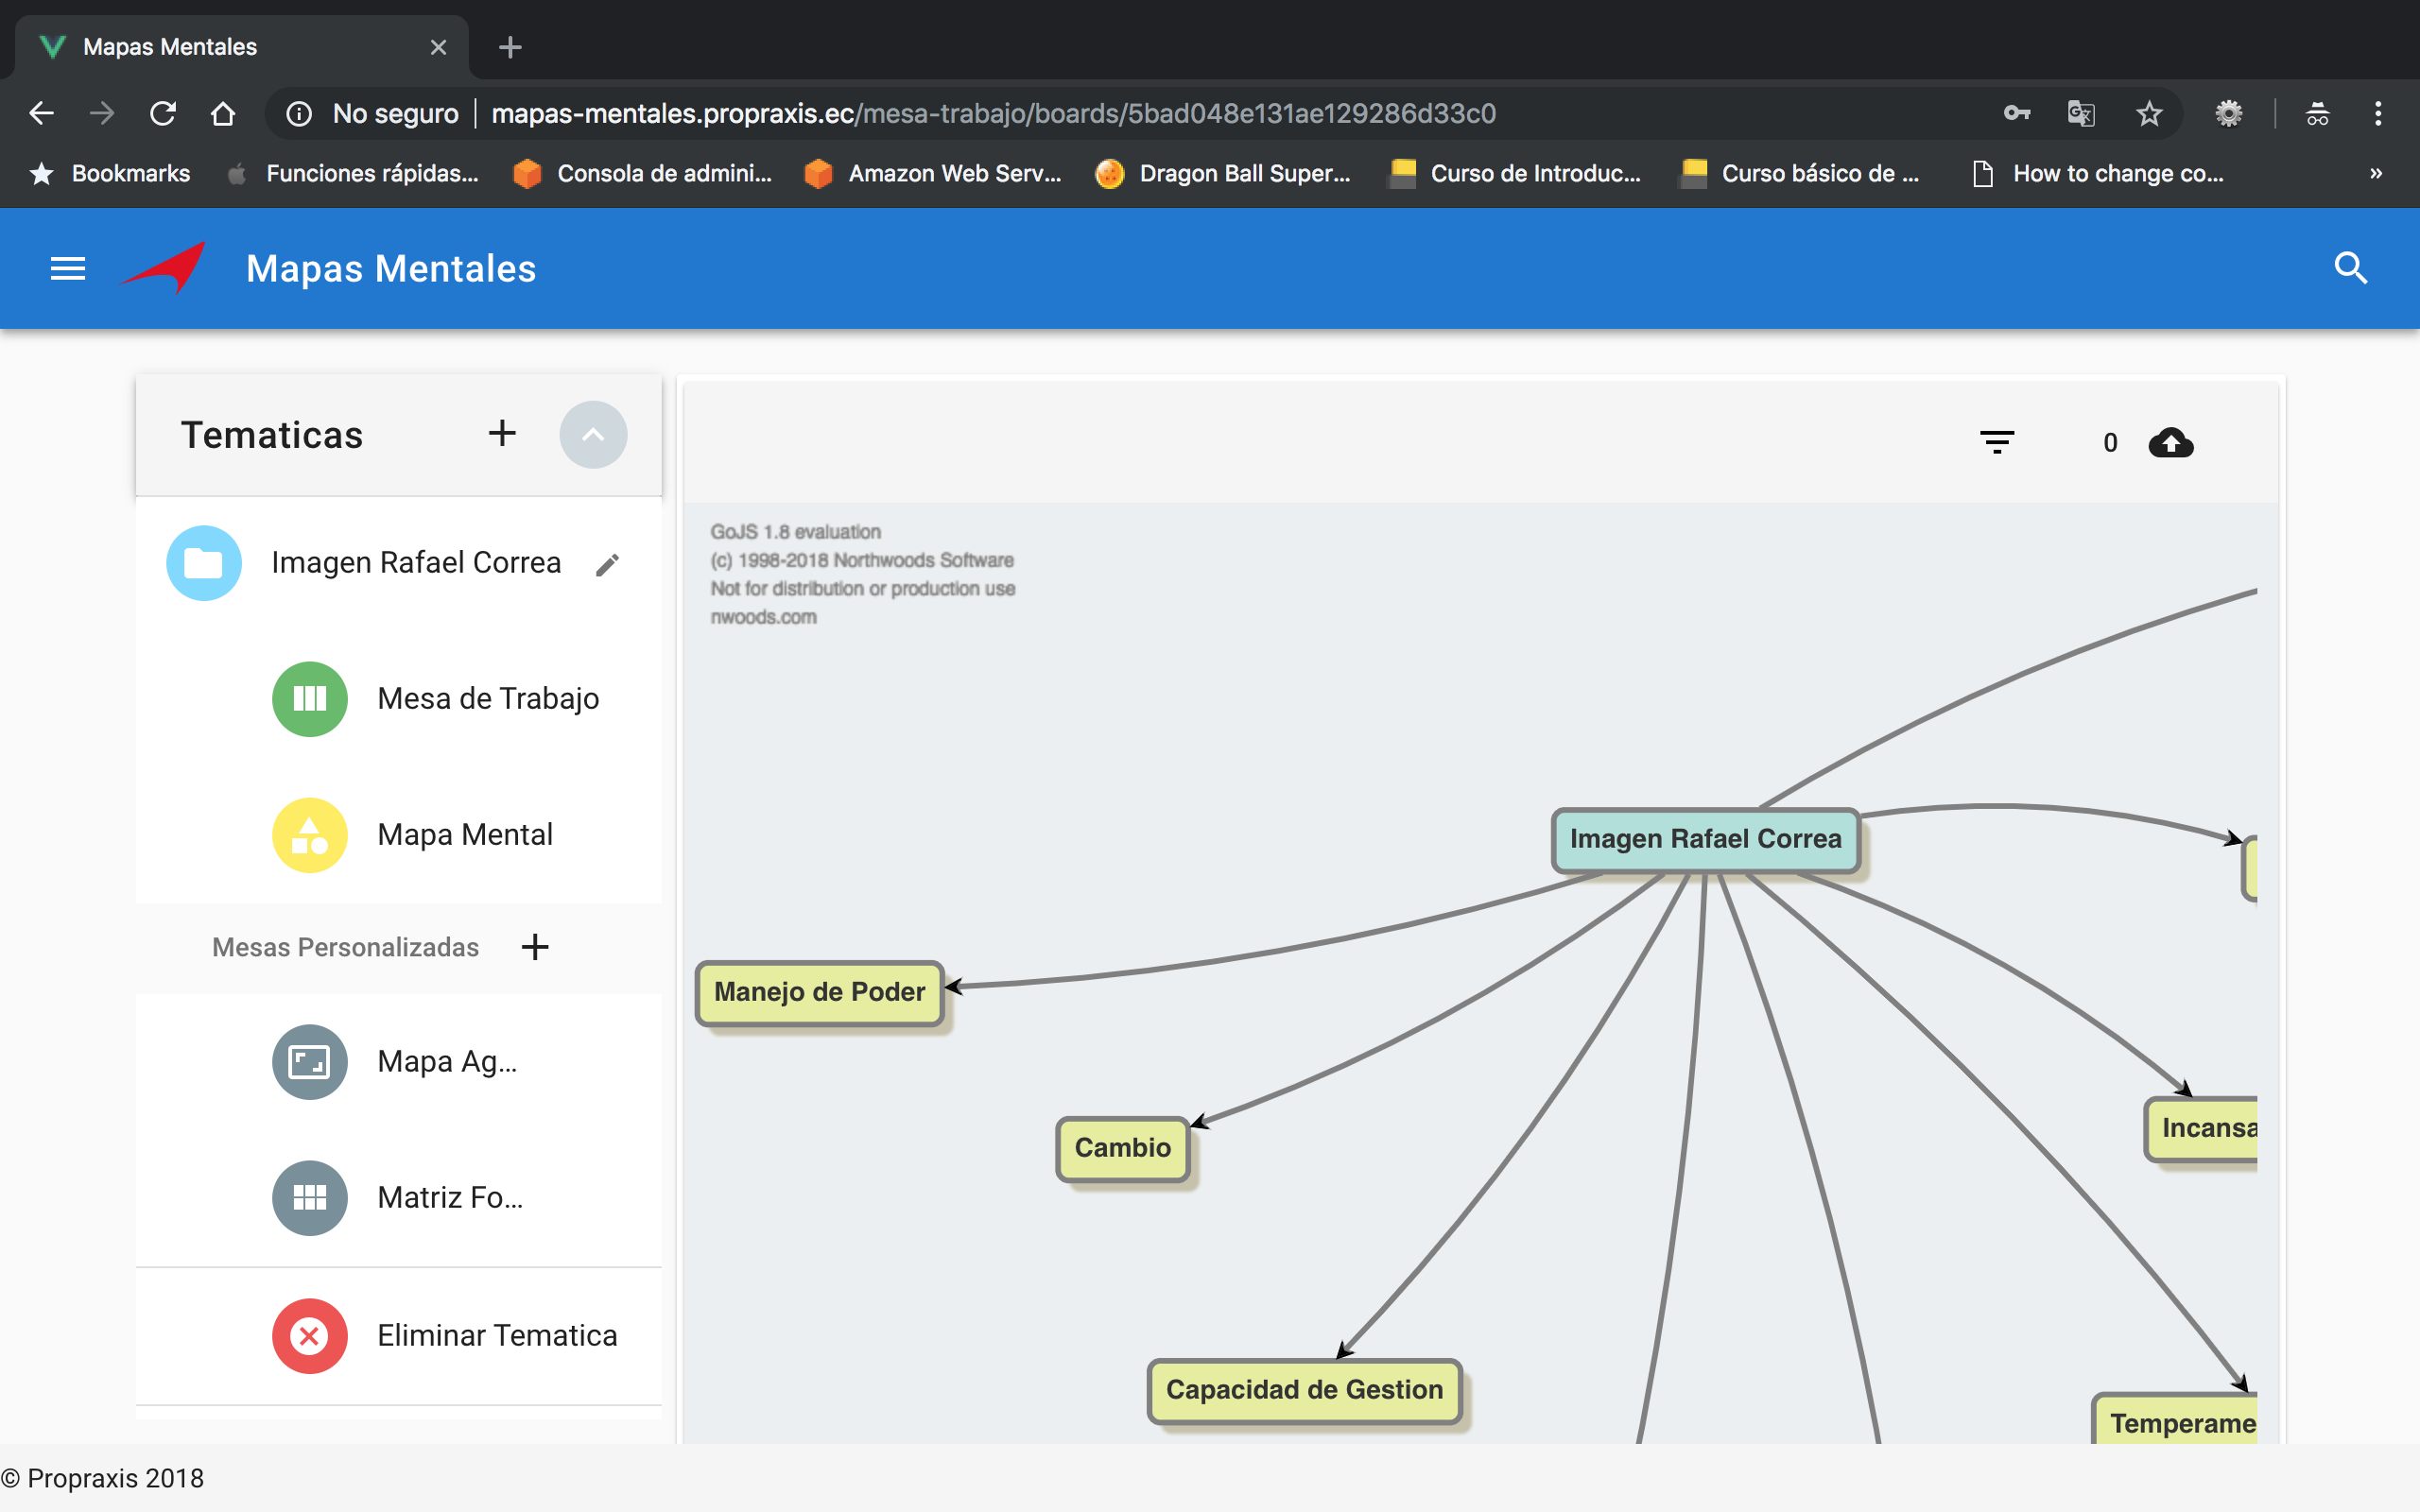 Mapas Mentales
No seguro | mapas-mentales.propraxis.ec/mesa-trabajo/boards/5bad048e131ae129286d33c0
Bookmarks Funciones rápidas... Consola de admini... Amazon Web Serv... Dragon Ball Super... Curso de Introduc... Curso básico de ... How to change co... »
Mapas Mentales
Tematicas
0
Imagen Rafael Correa
Mesa de Trabajo
Mapa Mental
Mesas Personalizadas
Mapa Ag...
Matriz Fo...
Eliminar Tematica
GoJS 1.8 evaluation
(c) 1998-2018 Northwoods Software
Not for distribution or production use
nwoods.com
Imagen Rafael Correa
Manejo de Poder
Cambio
Incansa
Capacidad de Gestion
Temperame
© Propraxis 2018